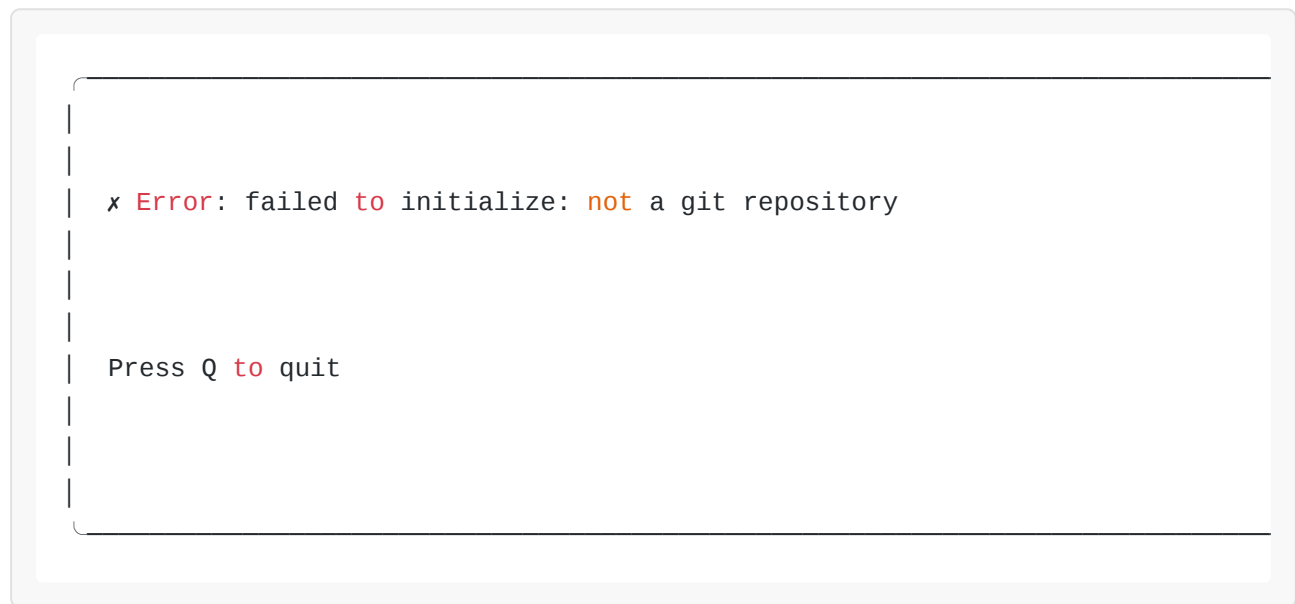 ✗ Error: failed to initialize: not a git repository
Press Q to quit